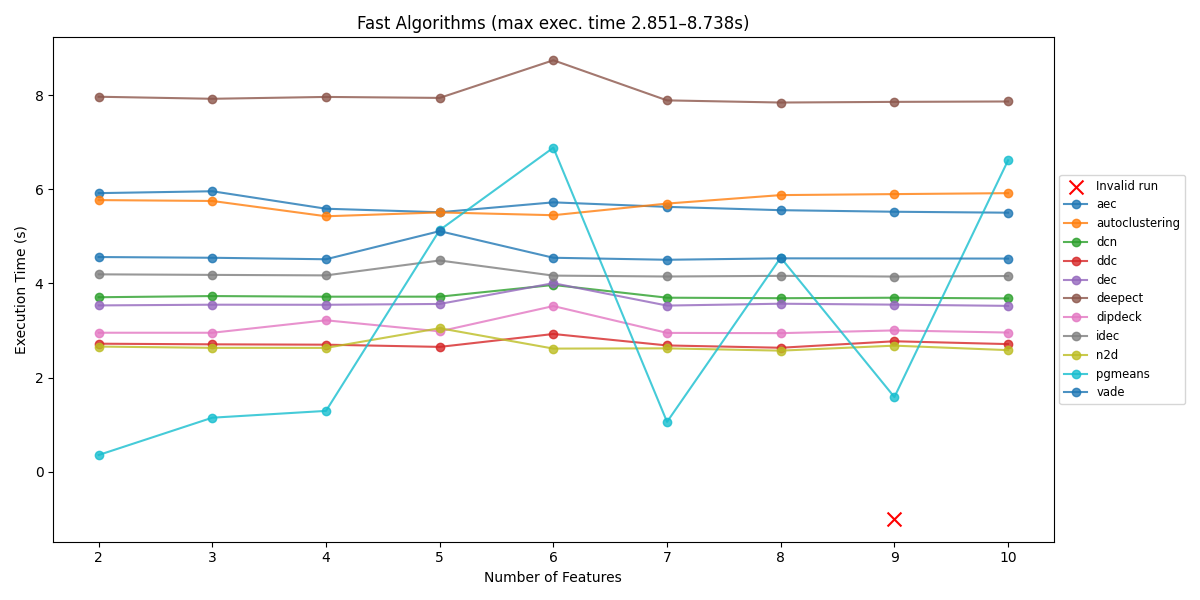 Fast Algorithms (max exec. time 2.851–8.738s)
Execution Time (s)
8
6
4
2
0
2 3 4 5 6 7 8 9 10
Number of Features
Invalid run
aec
autoclustering
dcn
ddc
dec
deepect
dipdeck
idec
n2d
pgmeans
vade